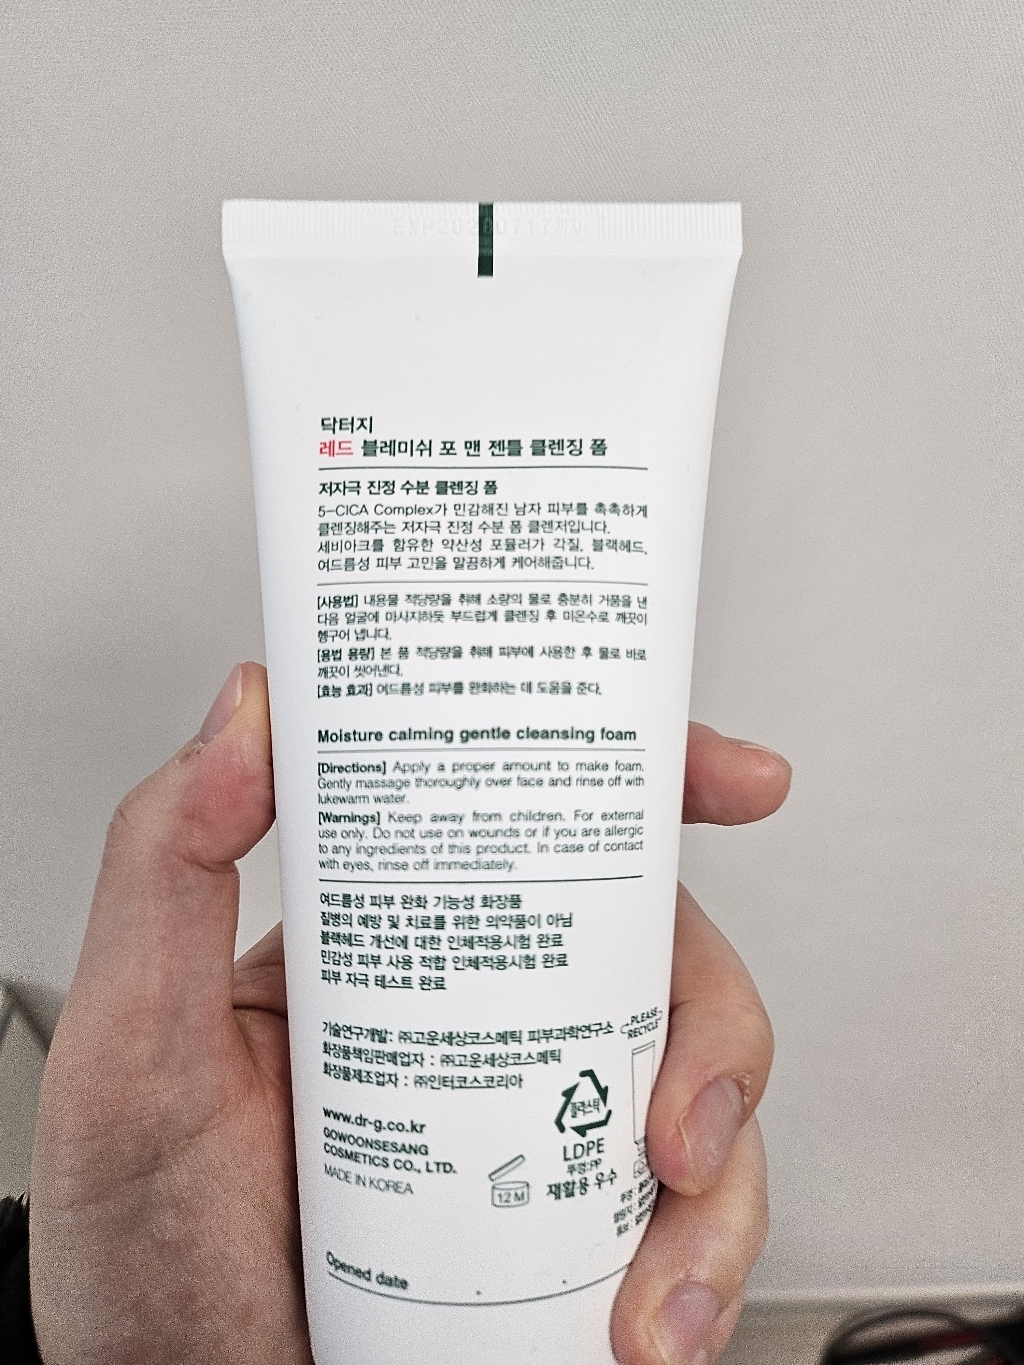 닥터지
레드 블레미쉬 포 맨 젠틀 클렌징 폼
저자극 진정 수분 클렌징 폼
5-CICA Complex가 민감해진 남자 피부를 촉촉하게
클렌징해주는 저자극 진정 수분 폼 클렌저입니다.
세비아크를 함유한 약산성 포뮬러가 각질, 블랙헤드,
여드름성 피부 고민을 말끔하게 케어해줍니다.
[사용법] 내용물 적당량을 취해 소량의 물로 충분히 거품을 낸
다음 얼굴에 마사지하듯 부드럽게 클렌징 후 미온수로 깨끗이
헹구어 냅니다.
[용법 용량] 본 품 적당량을 취해 피부에 사용한 후 물로 바로
깨끗이 씻어낸다.
[효능 효과] 여드름성 피부를 완화하는 데 도움을 준다.
Moisture calming gentle cleansing foam
[Directions] Apply a proper amount to make foam.
Gently massage thoroughly over face and rinse off with
lukewarm water.
[Warnings] Keep away from children. For external
use only. Do not use on wounds or if you are allergic
to any ingredients of this product. In case of contact
with eyes, rinse off immediately.
여드름성 피부 완화 기능성 화장품
질병의 예방 및 치료를 위한 의약품이 아님
블랙헤드 개선에 대한 인체적용시험 완료
민감성 피부 사용 적합 인체적용시험 완료
피부 자극 테스트 완료
기술연구개발: ㈜고운세상코스메틱 피부과학연구소
화장품책임판매업자 : ㈜고운세상코스메틱
화장품제조업자 : ㈜인터코스코리아
PLEASE
RECYCLE
플라스틱
LDPE
뚜껑:PP
재활용 우수
www.dr-g.co.kr
GOWOONSESANG
COSMETICS CO., LTD.
MADE IN KOREA
12 M
Opened date